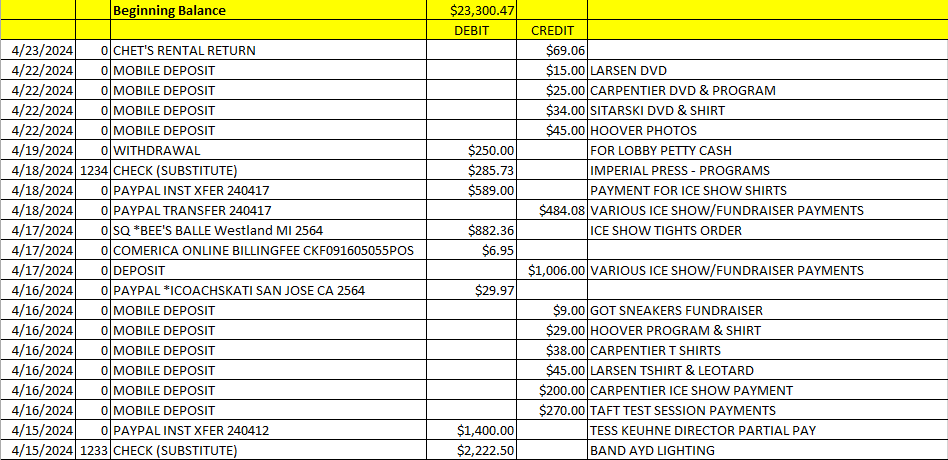 Beginning Balance $23,300.47
DEBIT CREDIT
4/23/2024 0 CHET'S RENTAL RETURN $69.06
4/22/2024 0 MOBILE DEPOSIT $15.00 LARSEN DVD
4/22/2024 0 MOBILE DEPOSIT $25.00 CARPENTIER DVD & PROGRAM
4/22/2024 0 MOBILE DEPOSIT $34.00 SITARSKI DVD & SHIRT
4/22/2024 0 MOBILE DEPOSIT $45.00 HOOVER PHOTOS
4/19/2024 0 WITHDRAWAL $250.00 FOR LOBBY PETTY CASH
4/18/2024 1234 CHECK (SUBSTITUTE) $285.73 IMPERIAL PRESS - PROGRAMS
4/18/2024 0 PAYPAL INST XFER 240417 $589.00 PAYMENT FOR ICE SHOW SHIRTS
4/18/2024 0 PAYPAL TRANSFER 240417 $484.08 VARIOUS ICE SHOW/FUNDRAISER PAYMENTS
4/17/2024 0 SQ *BEE'S BALLE Westland MI 2564 $882.36 ICE SHOW TIGHTS ORDER
4/17/2024 0 COMERICA ONLINE BILLINGFEE CKF091605055POS $6.95
4/17/2024 0 DEPOSIT $1,006.00 VARIOUS ICE SHOW/FUNDRAISER PAYMENTS
4/16/2024 0 PAYPAL *ICOACHSKATI SAN JOSE CA 2564 $29.97
4/16/2024 0 MOBILE DEPOSIT $9.00 GOT SNEAKERS FUNDRAISER
4/16/2024 0 MOBILE DEPOSIT $29.00 HOOVER PROGRAM & SHIRT
4/16/2024 0 MOBILE DEPOSIT $38.00 CARPENTIER T SHIRTS
4/16/2024 0 MOBILE DEPOSIT $45.00 LARSEN TSHIRT & LEOTARD
4/16/2024 0 MOBILE DEPOSIT $200.00 CARPENTIER ICE SHOW PAYMENT
4/16/2024 0 MOBILE DEPOSIT $270.00 TAFT TEST SESSION PAYMENTS
4/15/2024 0 PAYPAL INST XFER 240412 $1,400.00 TESS KEUHNE DIRECTOR PARTIAL PAY
4/15/2024 1233 CHECK (SUBSTITUTE) $2,222.50 BAND AYD LIGHTING